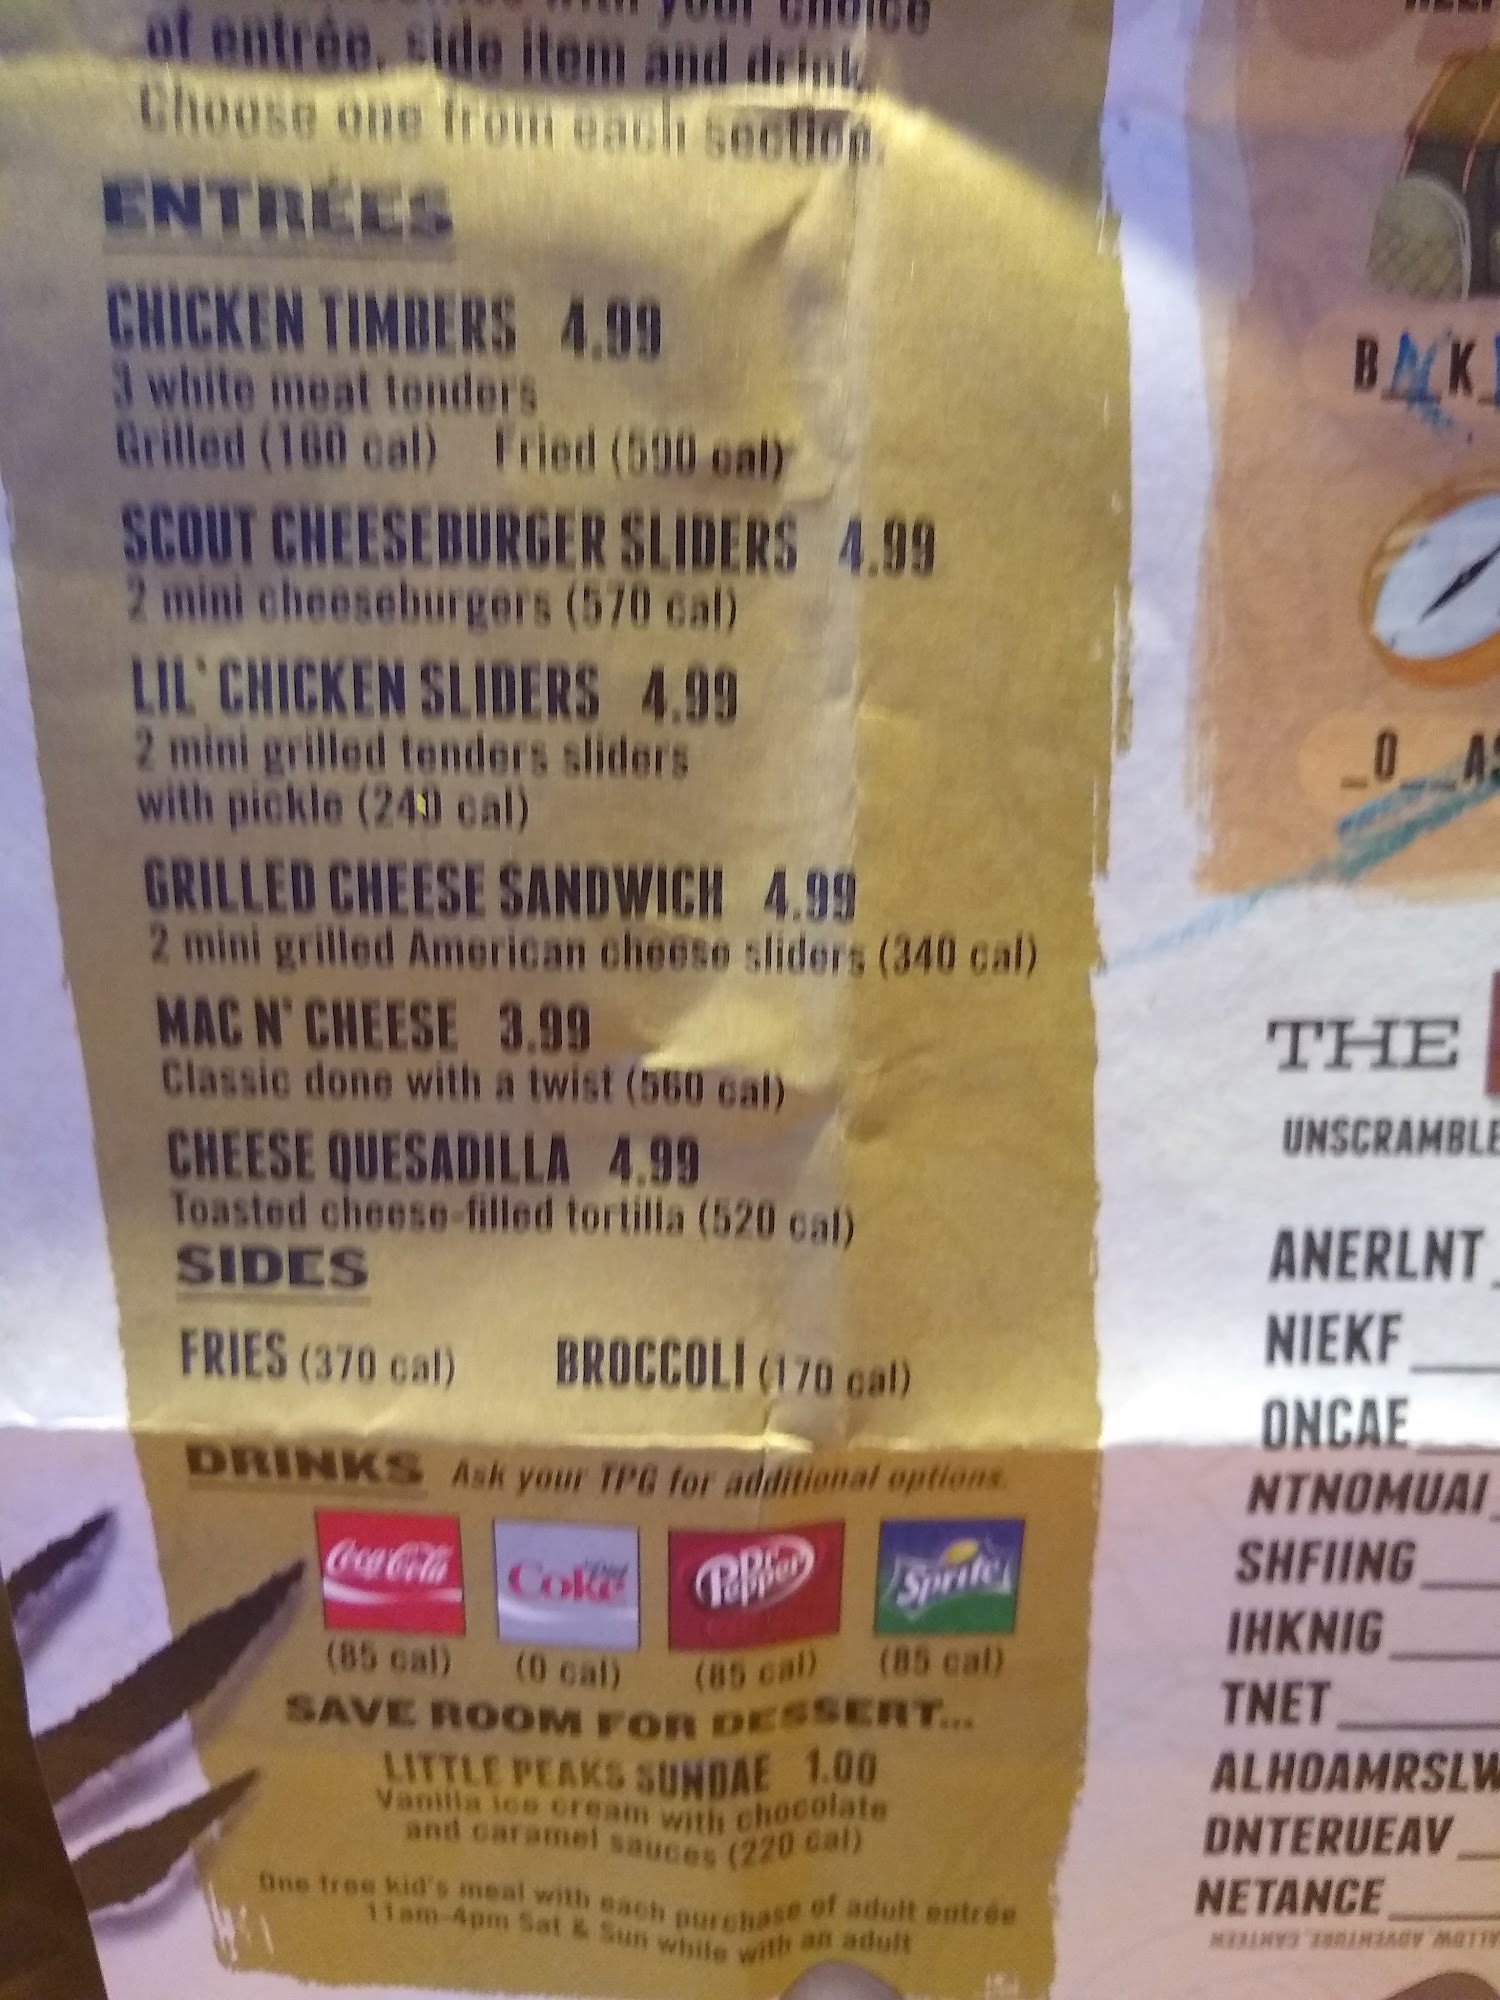 your choice
of entrée, side item and drink.
Choose one from each section.
ENTRÉES
CHICKEN TIMBERS 4.99
3 white meat tenders
Grilled (160 cal) Fried (590 cal)
SCOUT CHEESEBURGER SLIDERS 4.99
2 mini cheeseburgers (570 cal)
LIL' CHICKEN SLIDERS 4.99
2 mini grilled tenders sliders
with pickle (240 cal)
GRILLED CHEESE SANDWICH 4.99
2 mini grilled American cheese sliders (340 cal)
MAC N' CHEESE 3.99
Classic done with a twist (560 cal)
CHEESE QUESADILLA 4.99
Toasted cheese-filled tortilla (520 cal)
SIDES
FRIES (370 cal) BROCCOLI (170 cal)
DRINKS Ask your TPG for additional options.
Coca-Cola Diet Coke Dr Pepper Sprite
(85 cal) (0 cal) (85 cal) (85 cal)
SAVE ROOM FOR DESSERT...
LITTLE PEAKS SUNDAE 1.00
Vanilla ice cream with chocolate
and caramel sauces (220 cal)
One free kid's meal with each purchase of adult entrée
11am-4pm Sat & Sun while with an adult
B__K_
_O__AS
THE
UNSCRAMBLE
ANERLNT
NIEKF
ONCAE
NTNOMUAI
SHFIING
IHKNIG
TNET
ALHOAMRSLW
DNTERUEAV
NETANCE